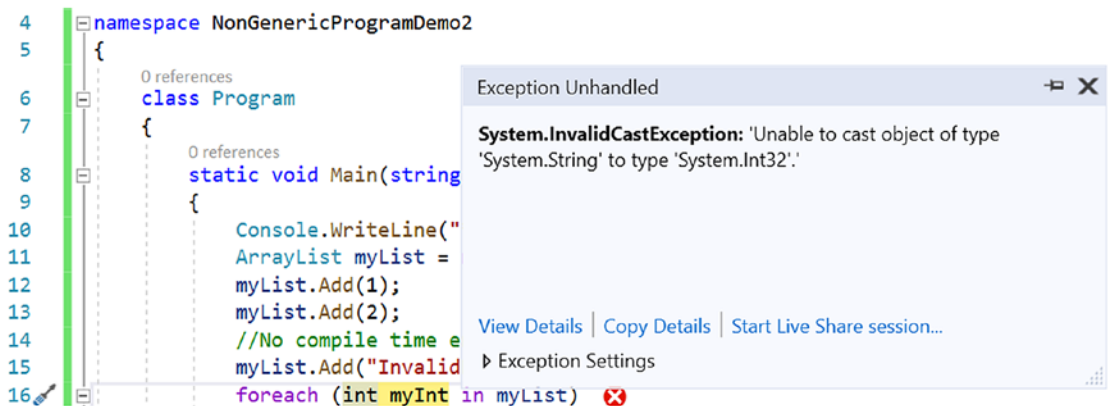 4 namespace NonGenericProgramDemo2
5 {
0 references
6 class Program
7 {
0 references
8 static void Main(string
9 {
10 Console.WriteLine("
11 ArrayList myList =
12 myList.Add(1);
13 myList.Add(2);
14 //No compile time e
15 myList.Add("Invalid
16 foreach (int myInt in myList)
Exception Unhandled
System.InvalidCastException: 'Unable to cast object of type
'System.String' to type 'System.Int32'.'
View Details | Copy Details | Start Live Share session...
Exception Settings